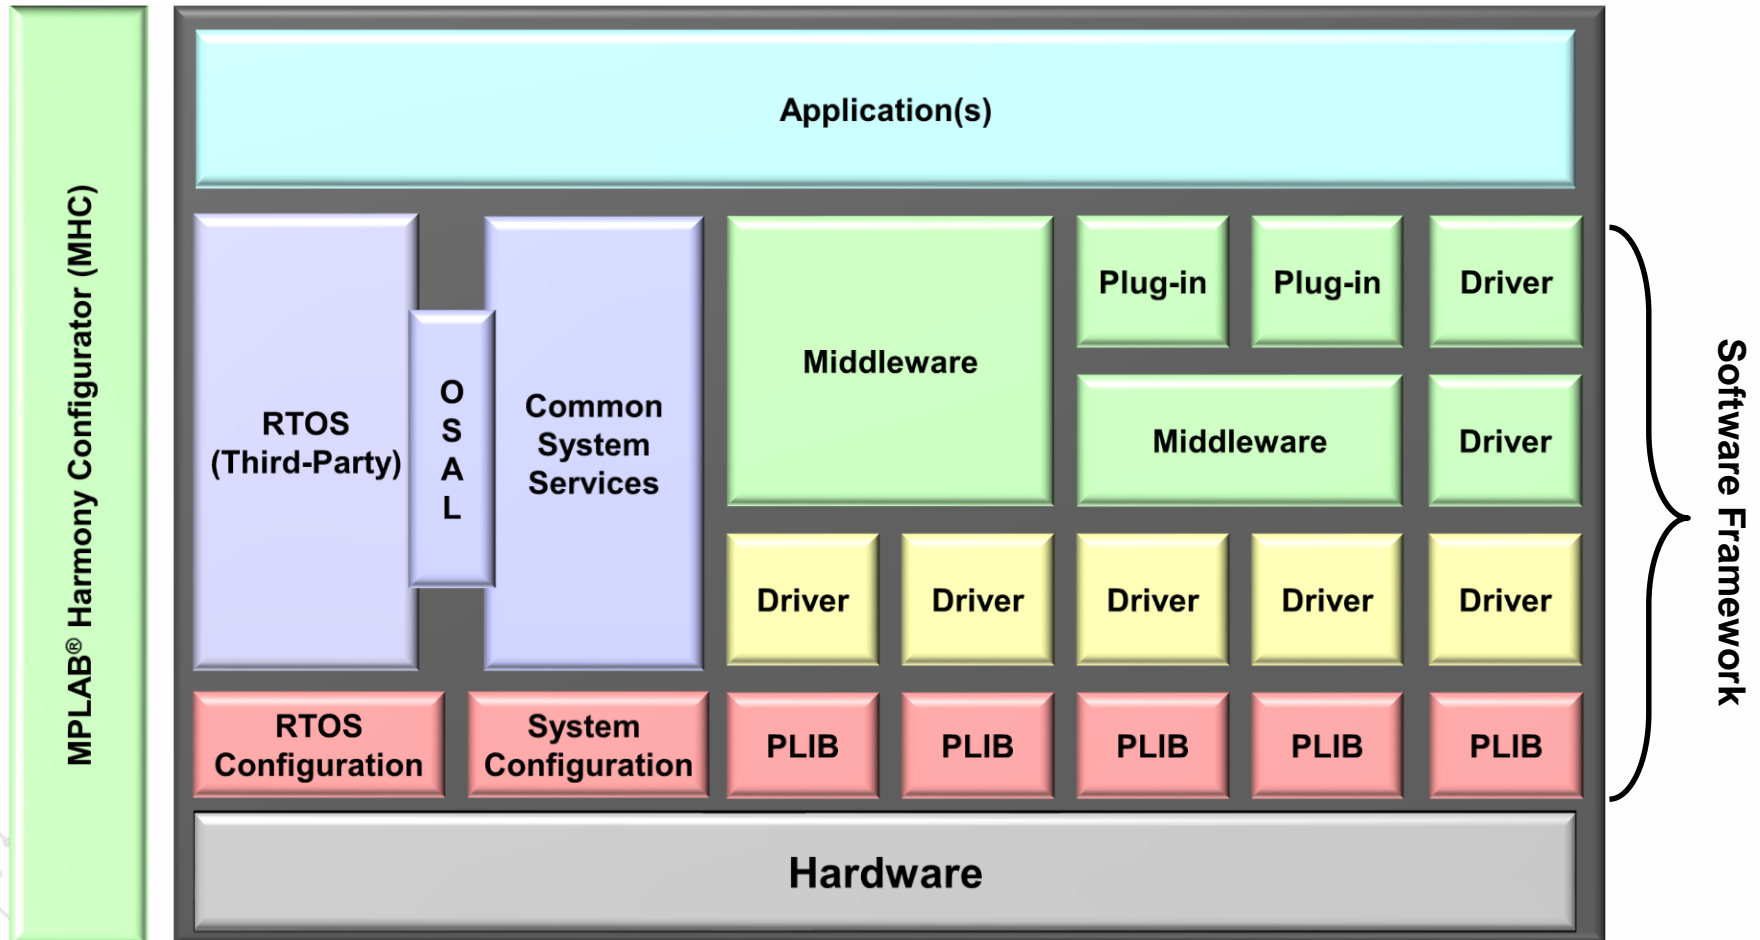 MPLAB® Harmony Configurator (MHC)
Application(s)
RTOS
(Third-Party)
O
S
A
L
Common
System
Services
Middleware
Plug-in
Plug-in
Driver
Middleware
Driver
Driver
Driver
Driver
Driver
Driver
RTOS
Configuration
System
Configuration
PLIB
PLIB
PLIB
PLIB
PLIB
Hardware
Software Framework